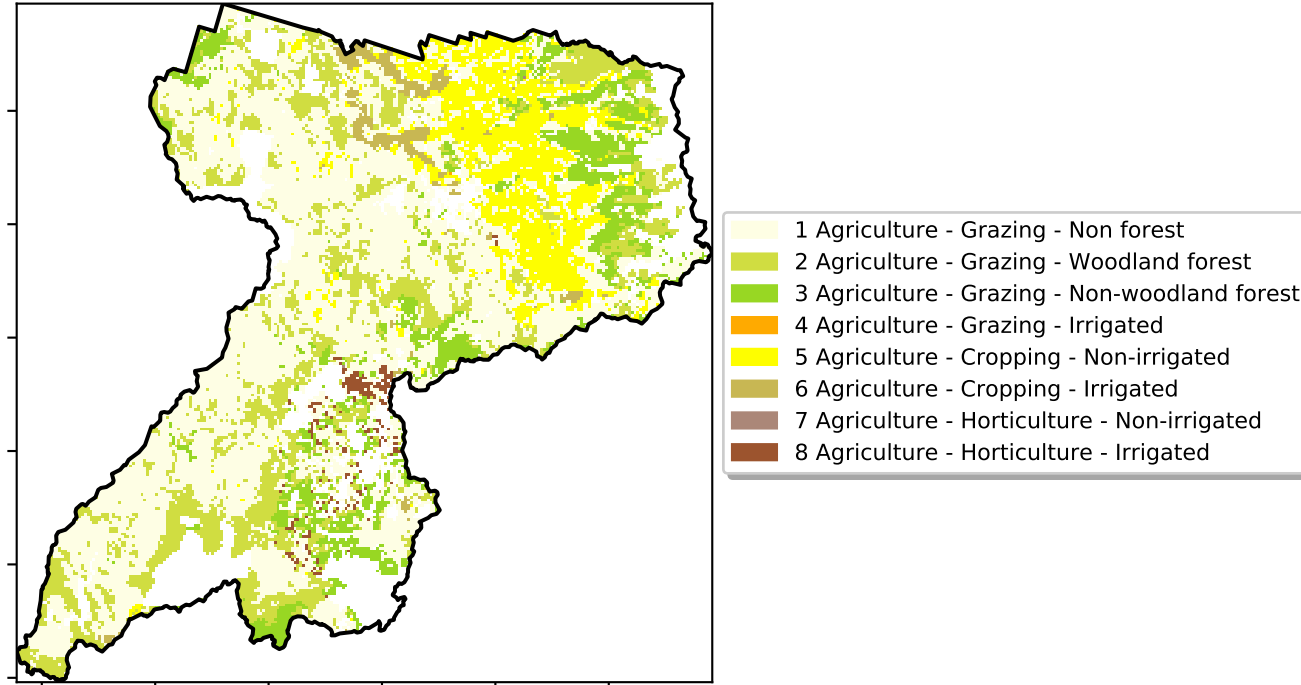 1 Agriculture - Grazing - Non forest
2 Agriculture - Grazing - Woodland forest
3 Agriculture - Grazing - Non-woodland forest
4 Agriculture - Grazing - Irrigated
5 Agriculture - Cropping - Non-irrigated
6 Agriculture - Cropping - Irrigated
7 Agriculture - Horticulture - Non-irrigated
8 Agriculture - Horticulture - Irrigated